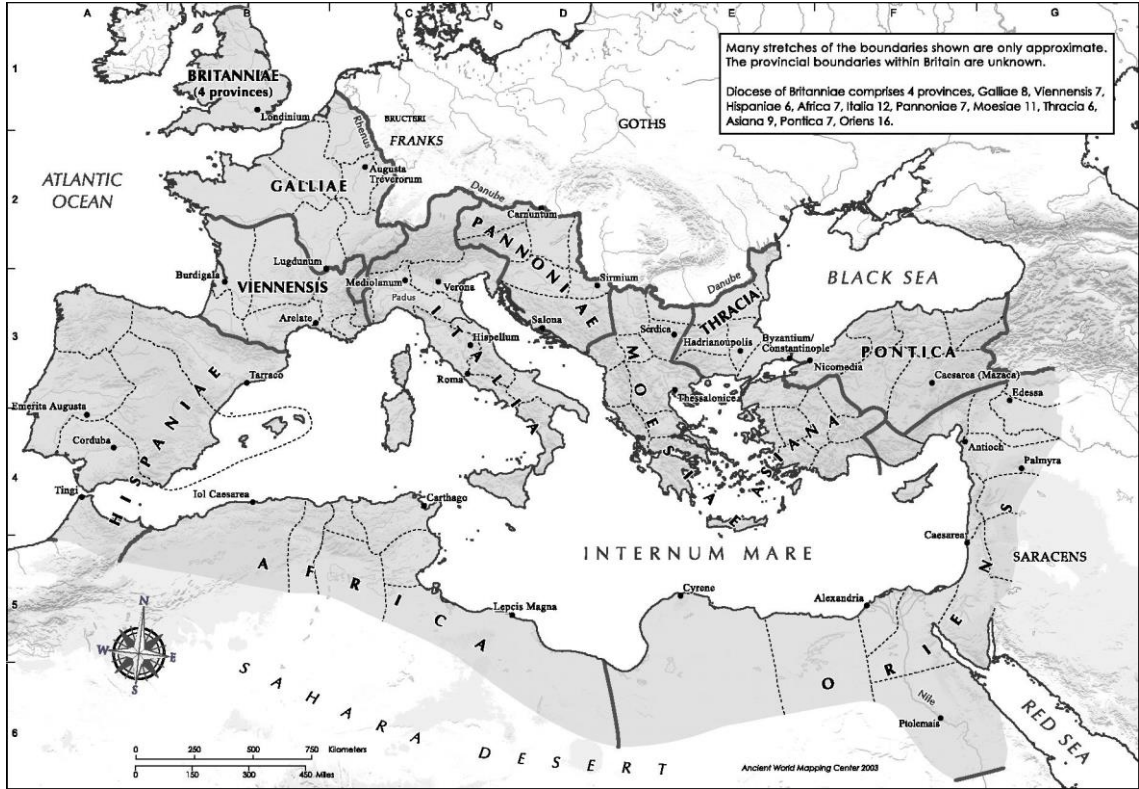 A B C D E F G
1
2
3
4
5
6
Many stretches of the boundaries shown are only approximate.
The provincial boundaries within Britain are unknown.
Diocese of Britanniae comprises 4 provinces, Galliae 8, Viennensis 7,
Hispaniae 6, Africa 7, Italia 12, Pannoniae 7, Moesiae 11, Thracia 6,
Asiana 9, Pontica 7, Oriens 16.
BRITANNIAE
(4 provinces)
Londinium
BRUCTERI
FRANKS
GOTHS
Rhenus
ATLANTIC
OCEAN
GALLIAE
Augusta
Treverorum
Danube
Carnuntum
PANNONIAE
Burdigala
Lugdunum
VIENNENSIS
Arelate
Mediolanum
Verona
Padus
ITALIA
Hispellum
Roma
Salona
Sirmium
Danube
THRACIA
BLACK SEA
Serdica
Hadrianoupolis
Byzantium/
Constantinople
Nicomedia
PONTICA
Caesarea (Mazaca)
Edessa
MOESIAE
Thessalonice
ASIANA
Antioch
Palmyra
Tarraco
Emerita Augusta
Corduba
HISPANIAE
Tingi
Iol Caesarea
Carthago
AFRICA
INTERNUM MARE
Caesarea
SARACENS
Lepcis Magna
Cyrene
Alexandria
ORIENS
Nile
Ptolemais
RED SEA
SAHARA DESERT
N
W E
S
0 250 500 750 Kilometers
0 150 300 450 Miles
Ancient World Mapping Center 2003